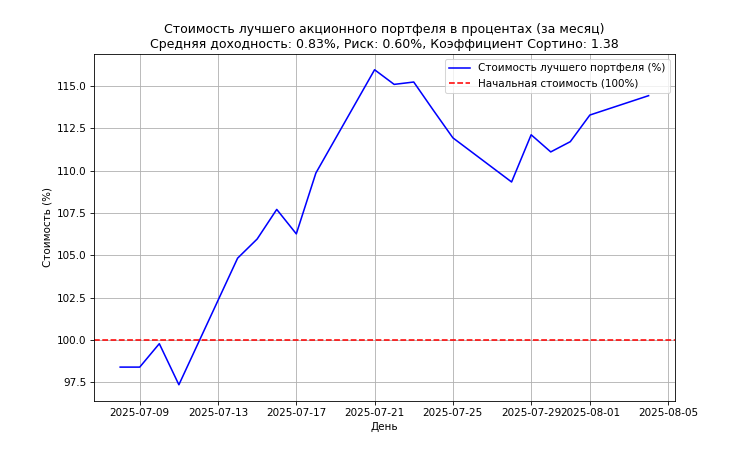 Стоимость лучшего акционного портфеля в процентах (за месяц)
Средняя доходность: 0.83%, Риск: 0.60%, Коэффициент Сортино: 1.38
Стоимость лучшего портфеля (%)
Начальная стоимость (100%)
Стоимость (%)
115.0
112.5
110.0
107.5
105.0
102.5
100.0
97.5
2025-07-09 2025-07-13 2025-07-17 2025-07-21 2025-07-25 2025-07-29 2025-08-01 2025-08-05
День